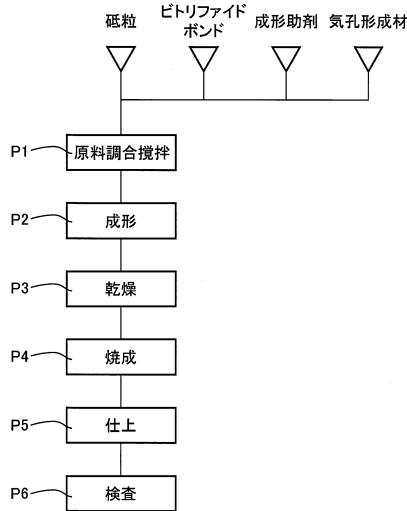 砥粒
ビトリファイド
ボンド
成形助剤
気孔形成材
P1
原料調合撹拌
P2
成形
P3
乾燥
P4
焼成
P5
仕上
P6
検査